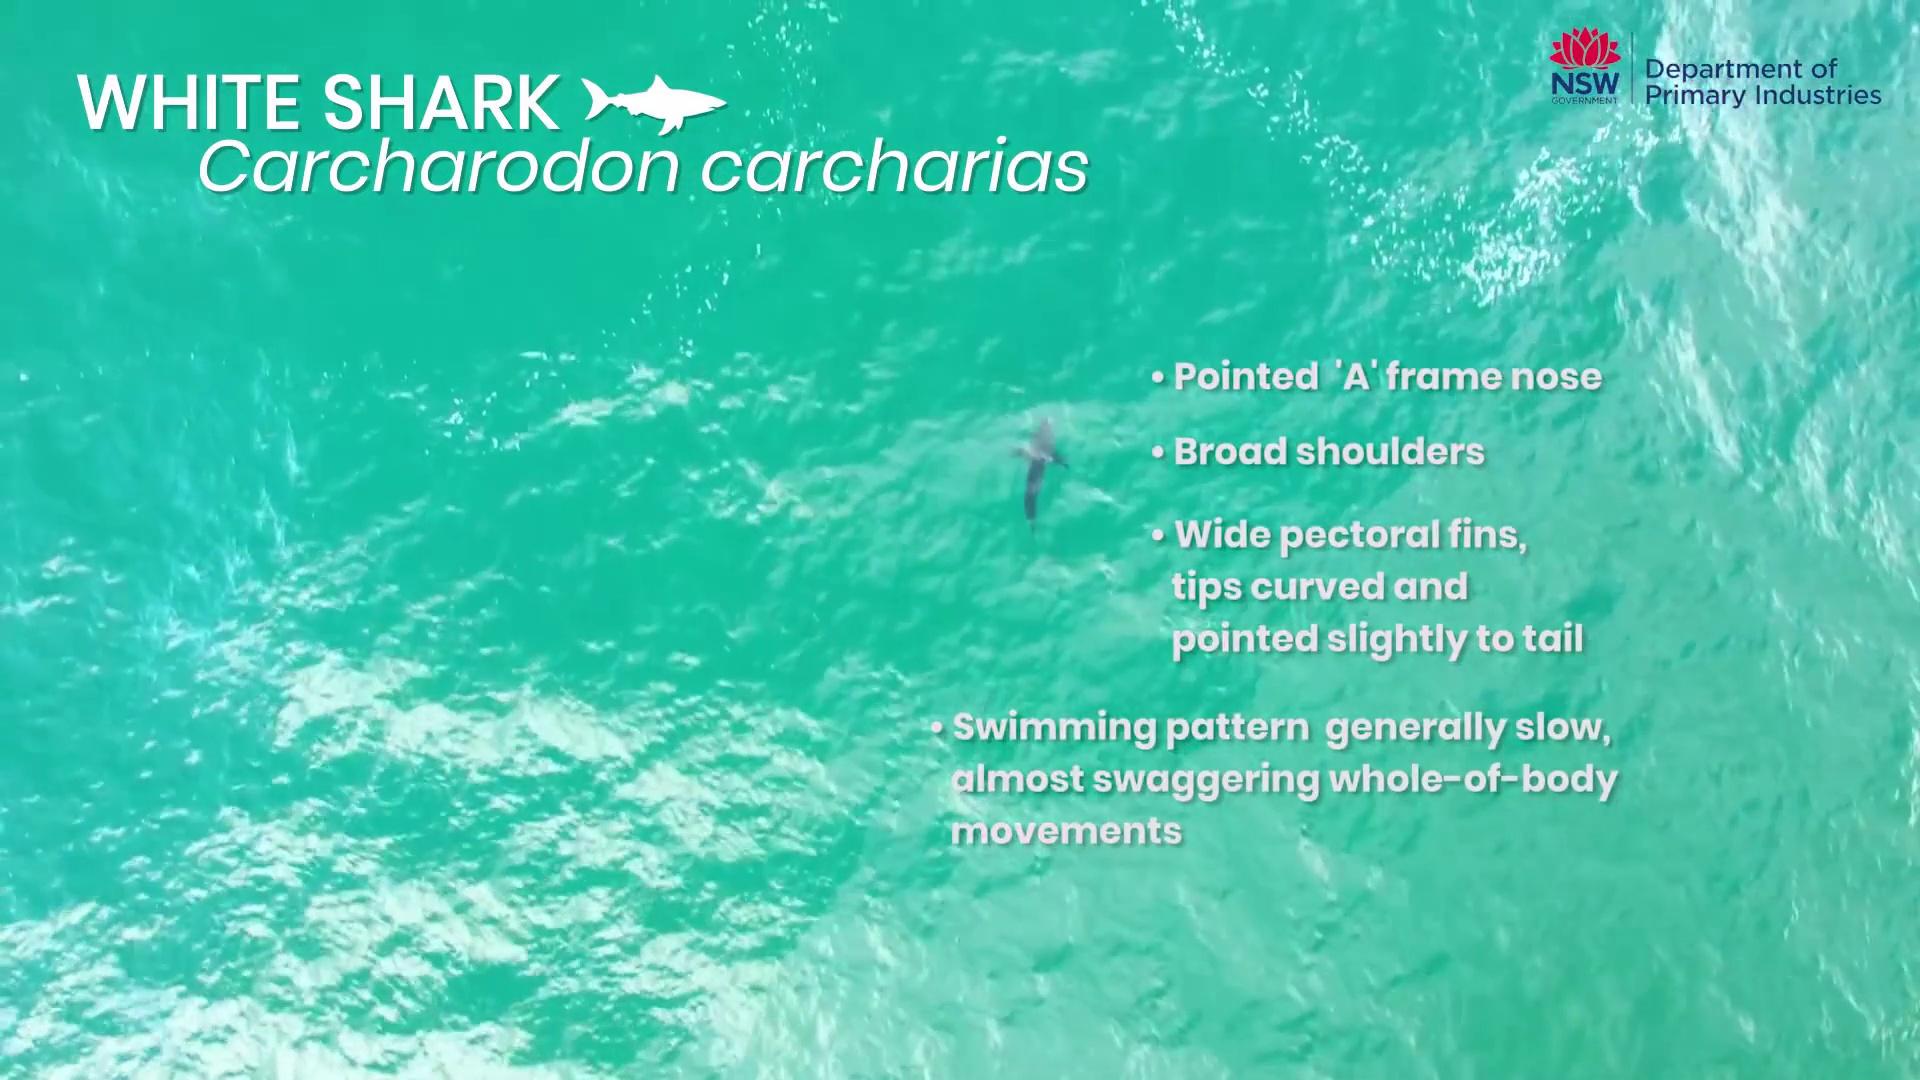 WHITE SHARK
Carcharodon carcharias
NSW
GOVERNMENT
Department of
Primary Industries
• Pointed 'A' frame nose
• Broad shoulders
• Wide pectoral fins,
tips curved and
pointed slightly to tail
• Swimming pattern generally slow,
almost swaggering whole-of-body
movements